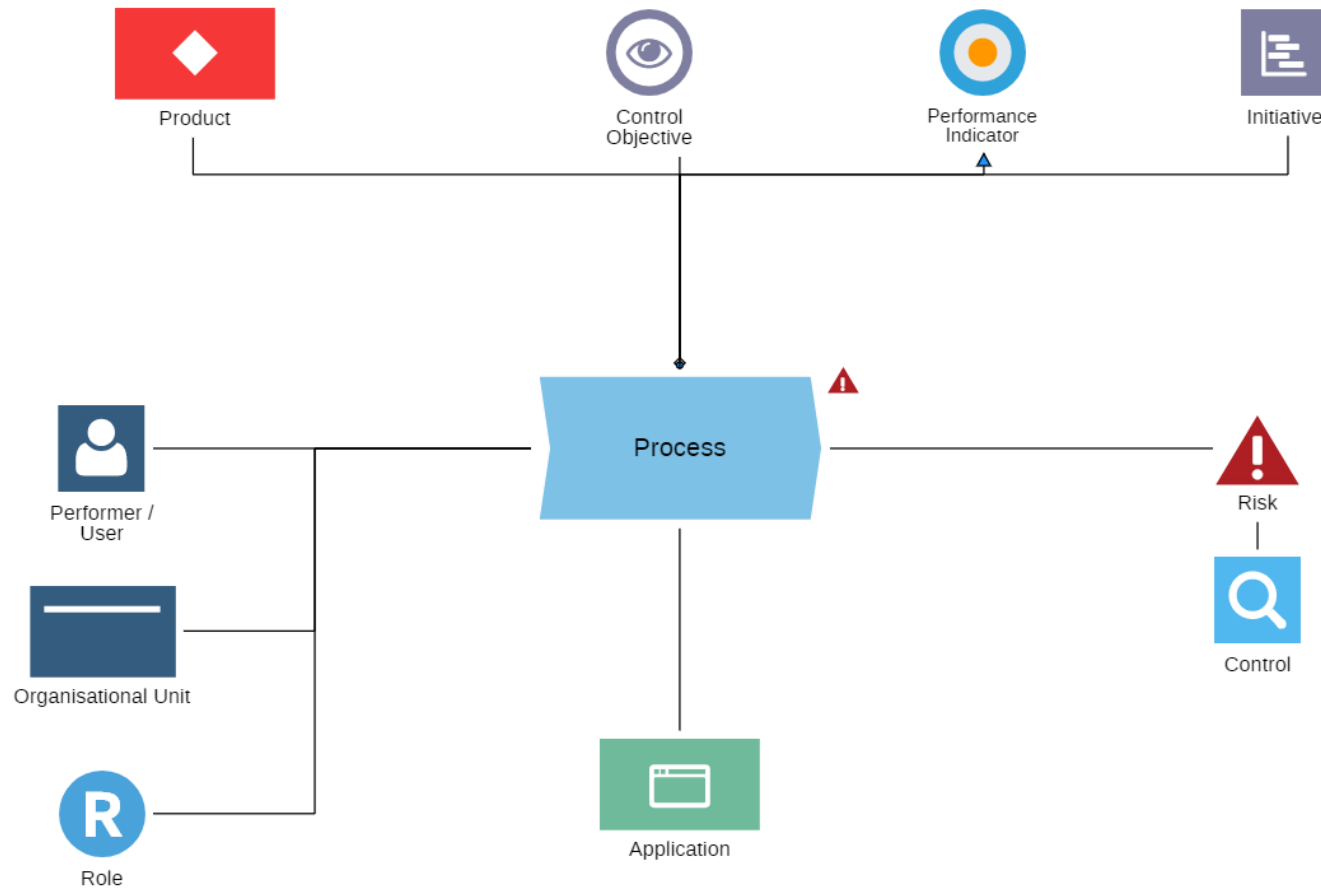 Product
Control
Objective
Performance
Indicator
Initiative
Process
Performer /
User
Risk
Organisational Unit
Control
R
Role
Application